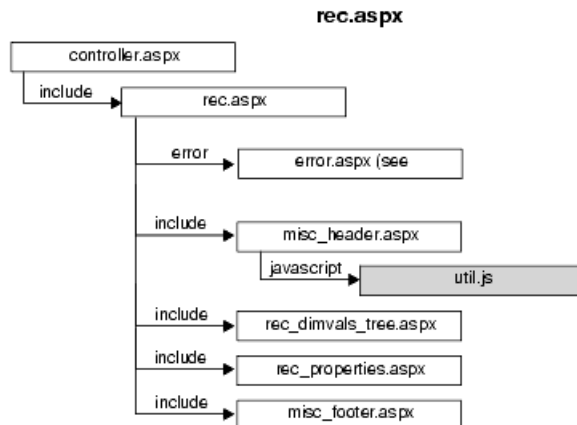 rec.aspx
controller.aspx
include
rec.aspx
error
error.aspx (see
include
misc_header.aspx
javascript
util.js
include
rec_dimvals_tree.aspx
include
rec_properties.aspx
include
misc_footer.aspx